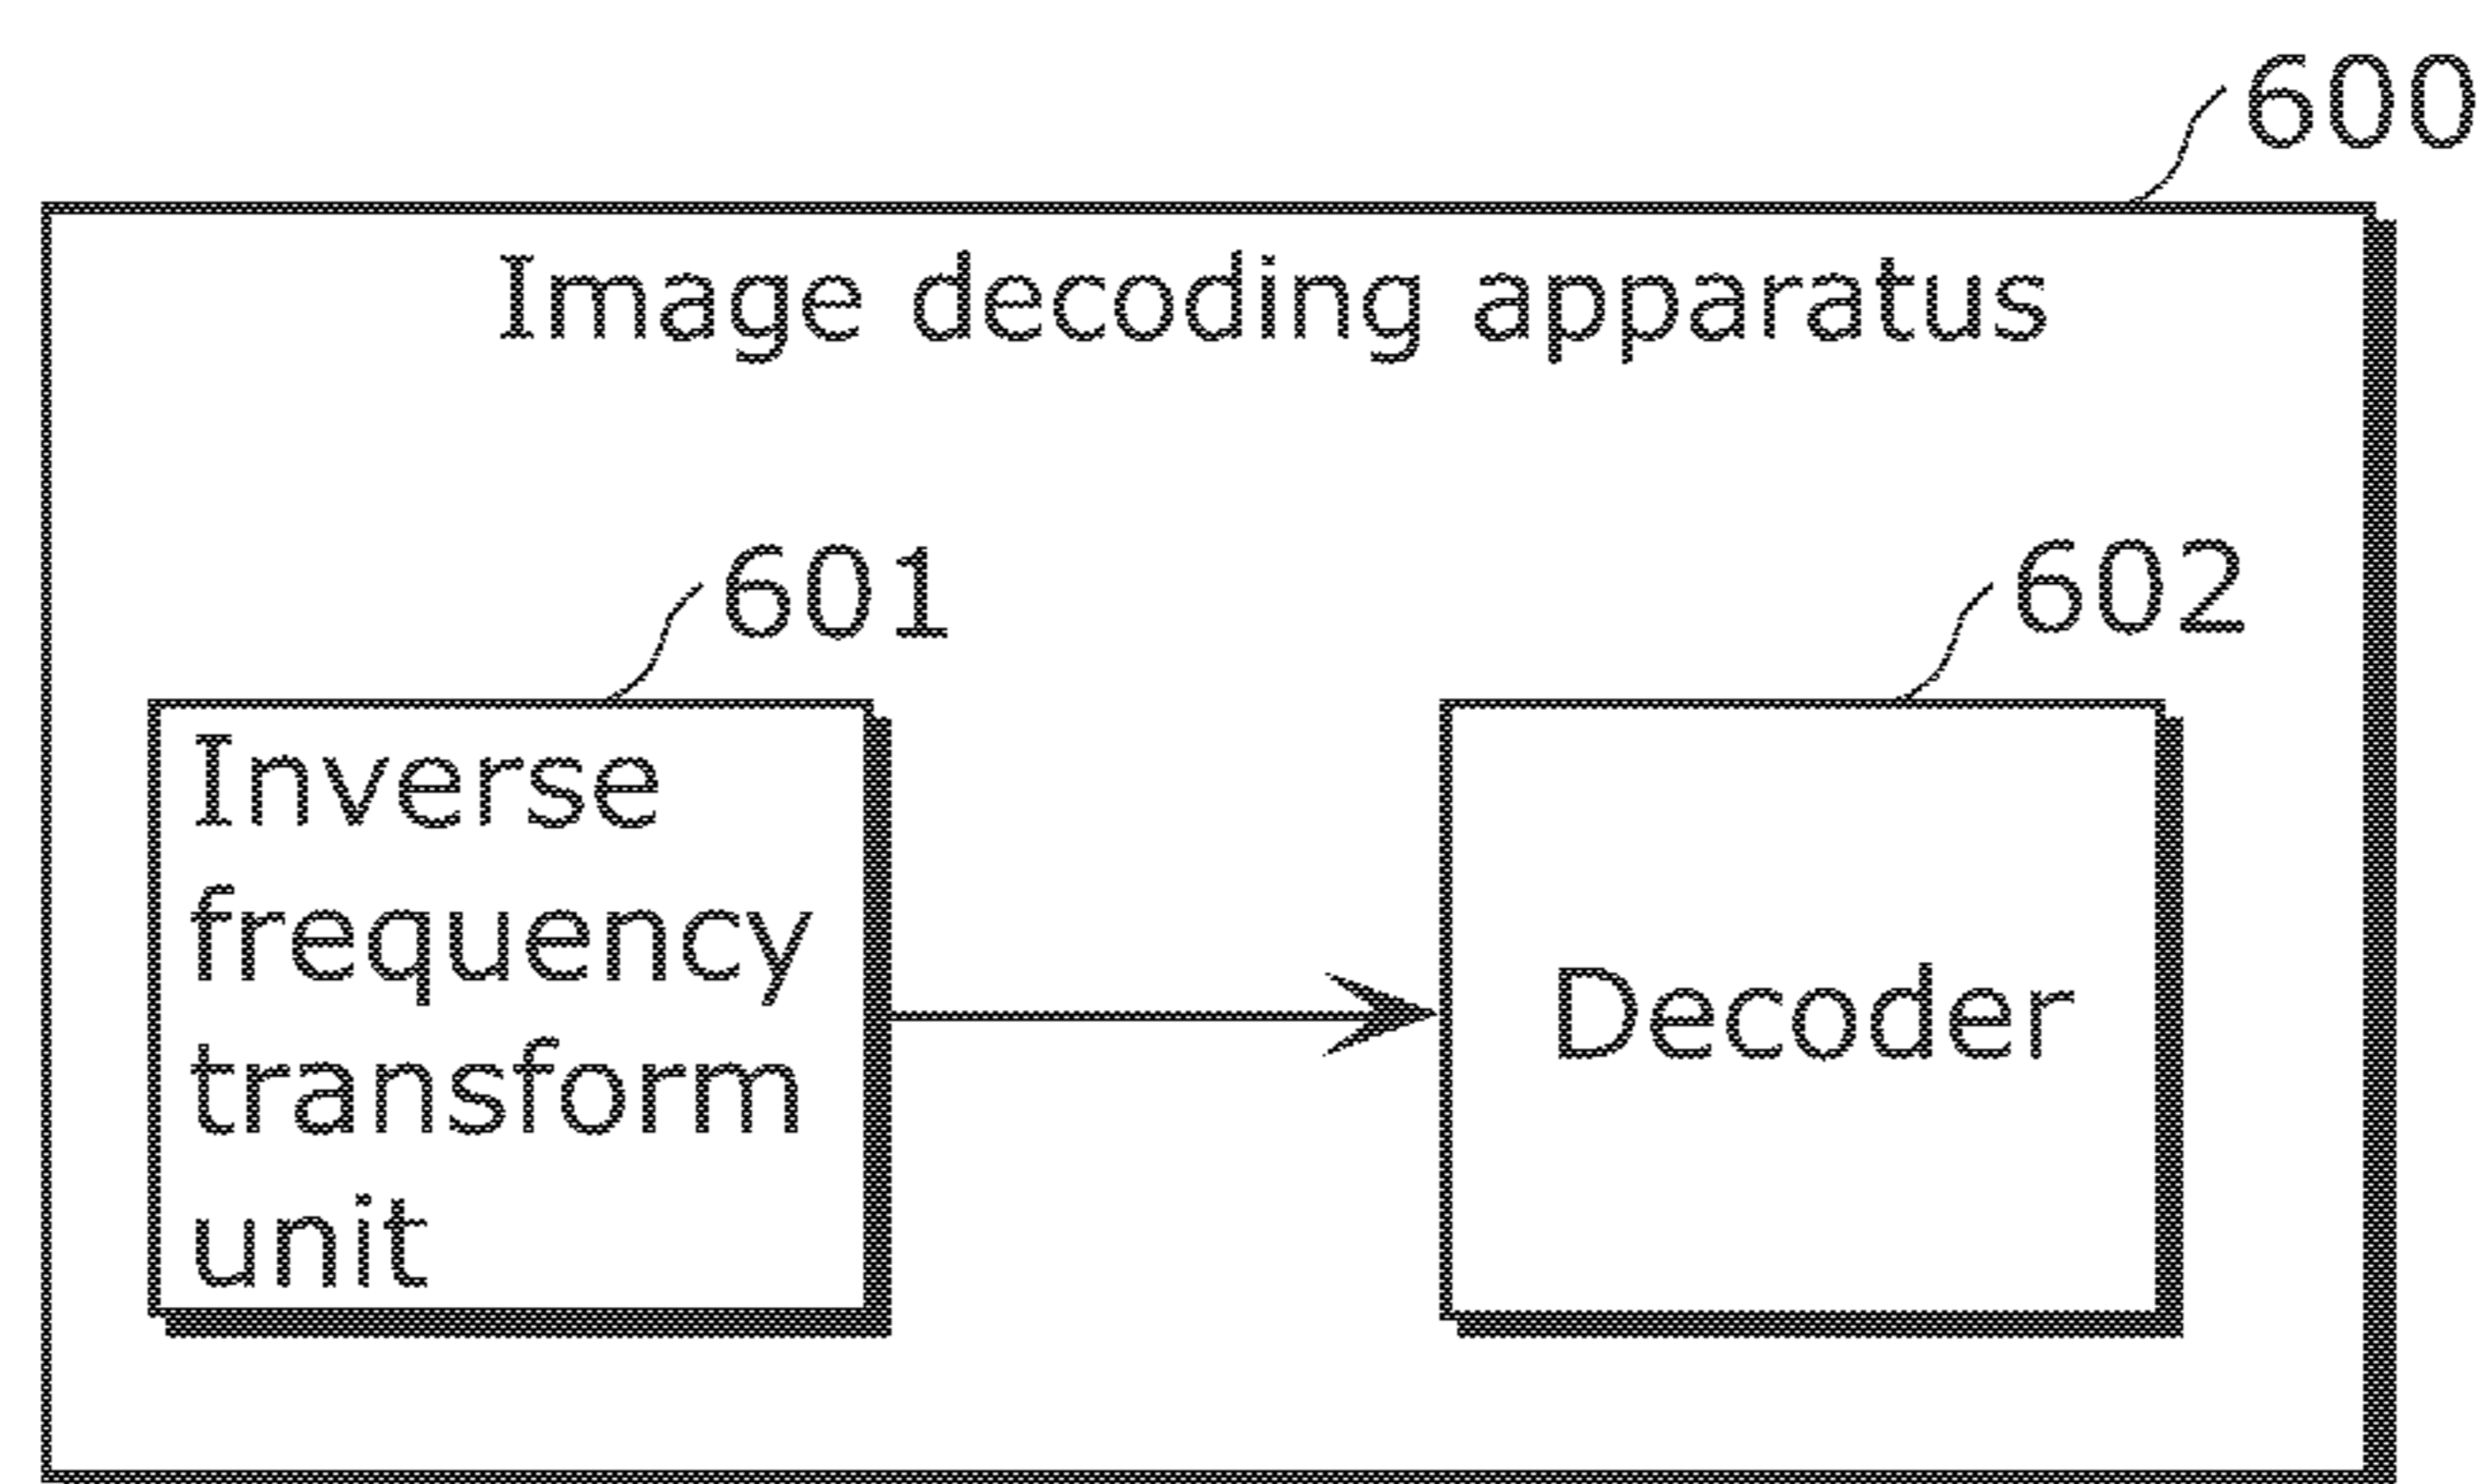 600
Image decoding apparatus
601
602
Inverse
frequency
transform
unit
Decoder